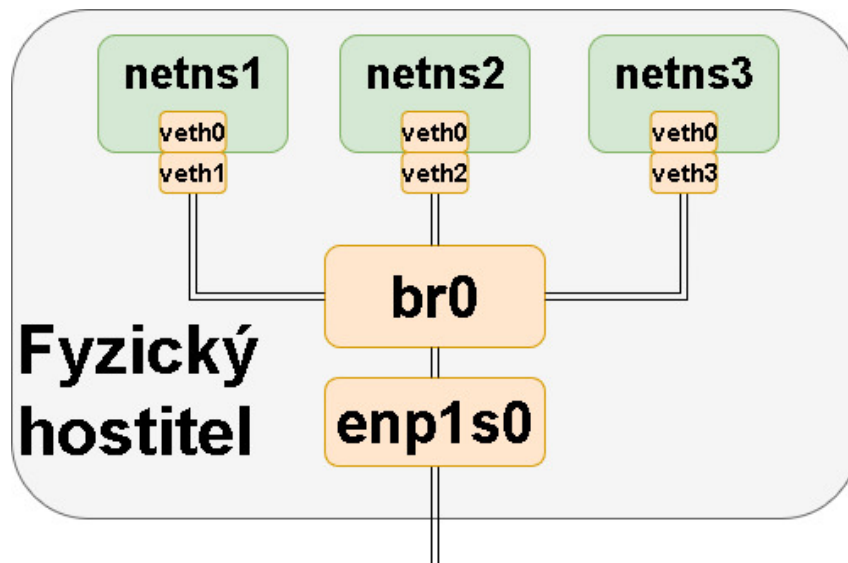 netns1
netns2
netns3
veth0
veth0
veth0
veth1
veth2
veth3
br0
Fyzický
hostitel
enp1s0